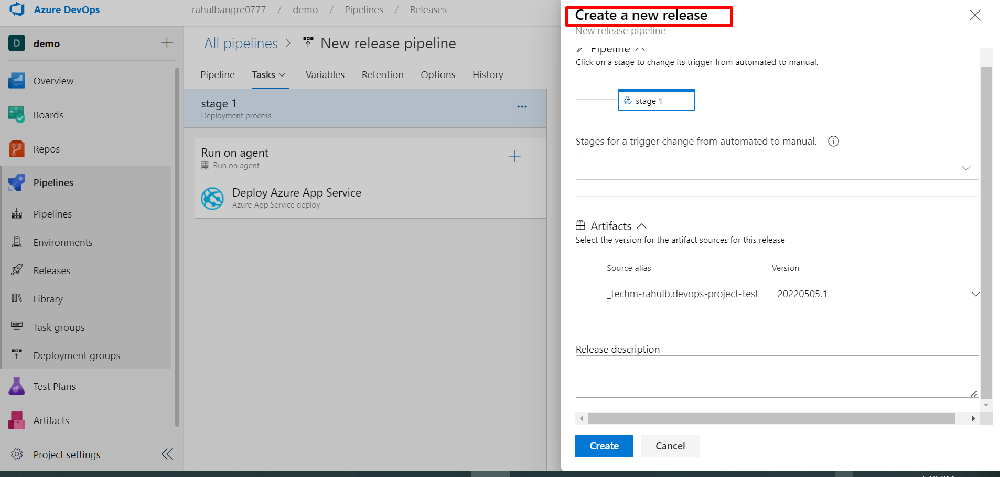 Azure DevOps
rahulbangre0777 / demo / Pipelines / Releases
D demo
Overview
Boards
Repos
Pipelines
Pipelines
Environments
Releases
Library
Task groups
Deployment groups
Test Plans
Artifacts
Project settings
All pipelines > New release pipeline
Pipeline Tasks Variables Retention Options History
stage 1
Deployment process
Run on agent
Run on agent
Deploy Azure App Service
Azure App Service deploy
Create a new release
New release pipeline
Pipeline
Click on a stage to change its trigger from automated to manual.
stage 1
Stages for a trigger change from automated to manual.
Artifacts
Select the version for the artifact sources for this release
Source alias Version
_techm-rahulb.devops-project-test 20220505.1
Release description
Create Cancel